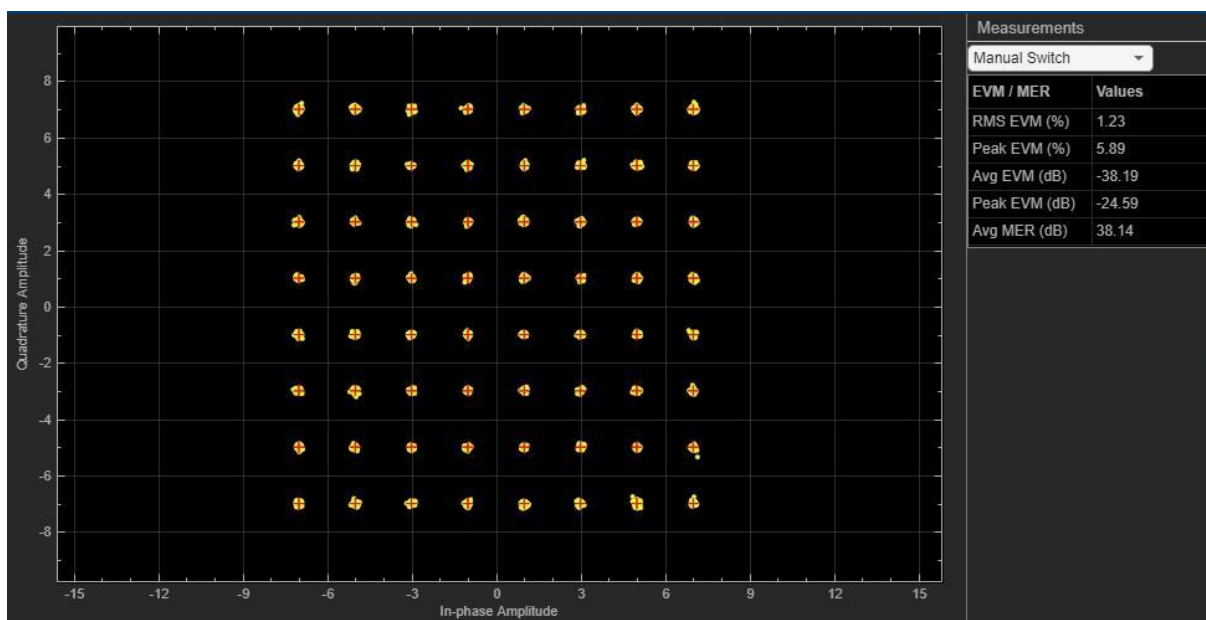 Measurements
Manual Switch
EVM / MER Values
RMS EVM (%) 1.23
Peak EVM (%) 5.89
Avg EVM (dB) -38.19
Peak EVM (dB) -24.59
Avg MER (dB) 38.14
Quadrature Amplitude
8
6
4
2
0
-2
-4
-6
-8
-15 -12 -9 -6 -3 0 3 6 9 12 15
In-phase Amplitude